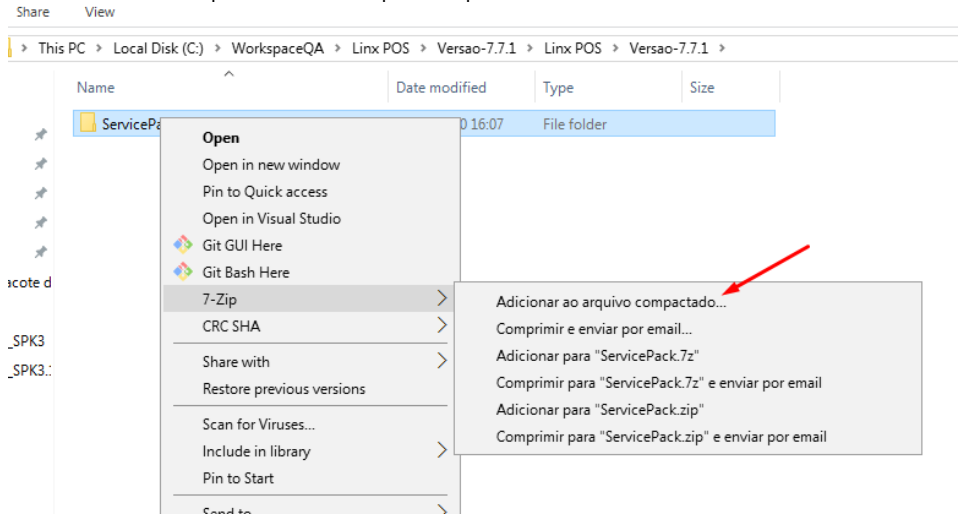 Share View
This PC > Local Disk (C:) > WorkspaceQA > Linx POS > Versao-7.7.1 > Linx POS > Versao-7.7.1 >
Name Date modified Type Size
16:07 File folder
Open
Open in new window
Pin to Quick access
Open in Visual Studio
Git GUI Here
Git Bash Here
7-Zip
CRC SHA
Share with
Restore previous versions
Scan for Viruses...
Include in library
Pin to Start
Send to
Adicionar ao arquivo compactado...
Comprimir e enviar por email...
Adicionar para "ServicePack.7z"
Comprimir para "ServicePack.7z" e enviar por email
Adicionar para "ServicePack.zip"
Comprimir para "ServicePack.zip" e enviar por email
acote d
_SPK3
_SPK3.